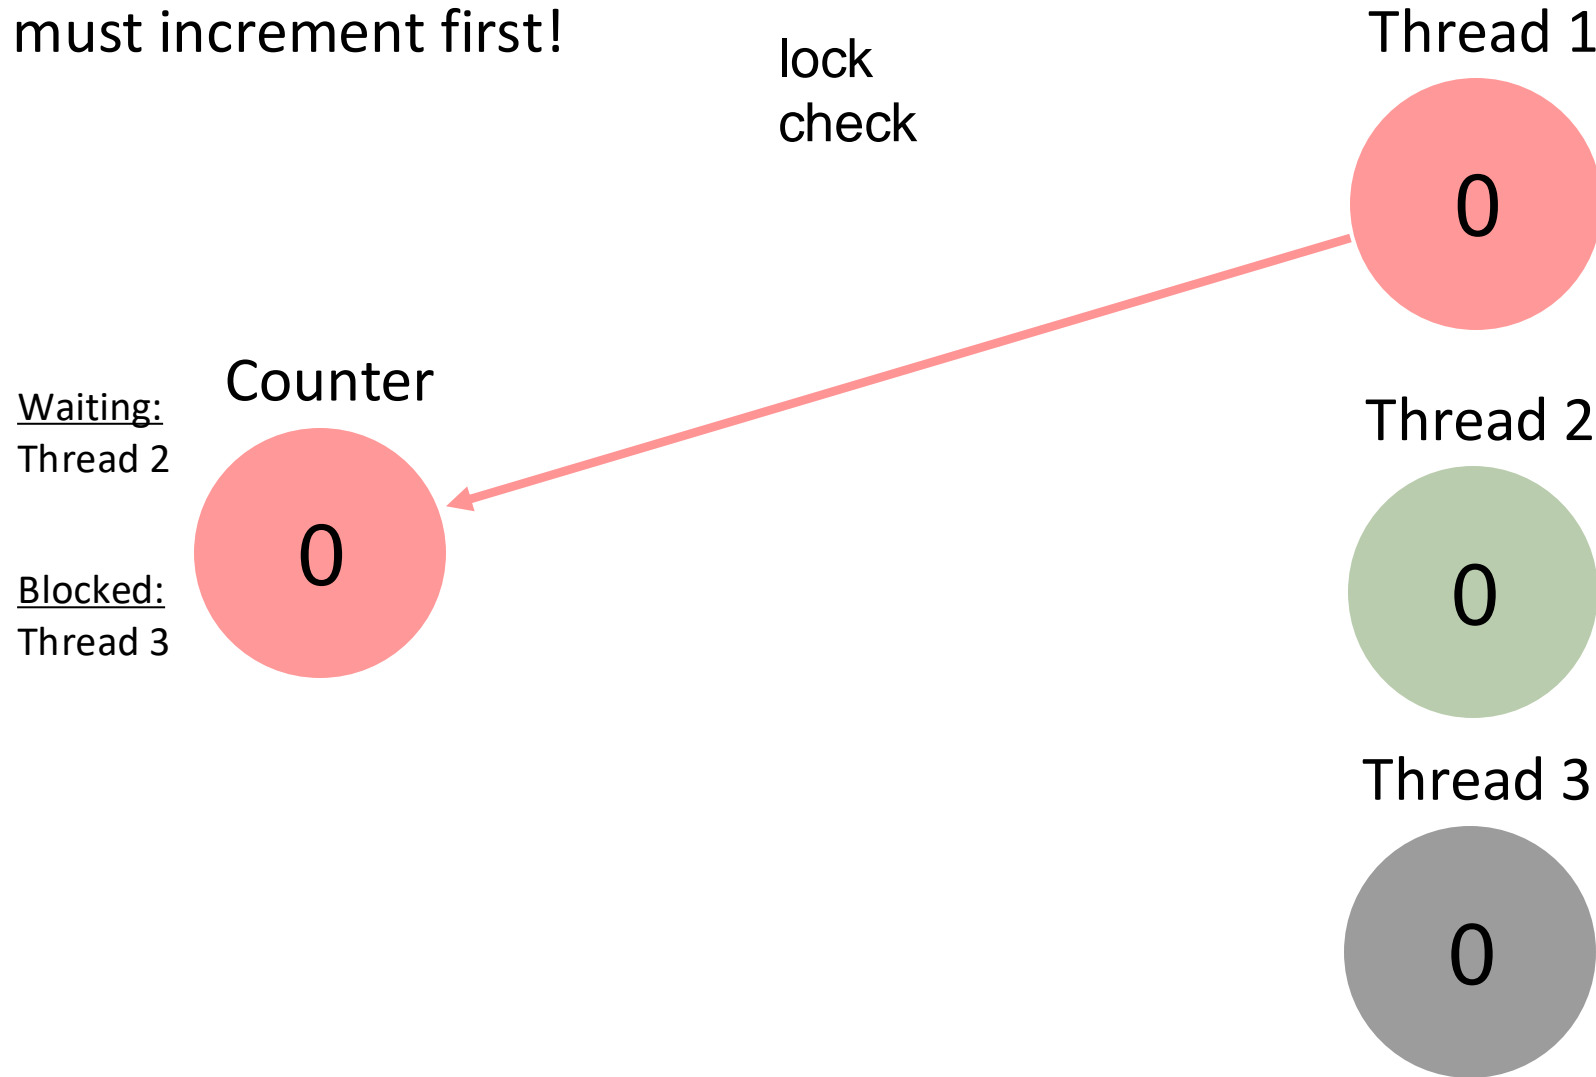 must increment first!
lock
check
Thread 1
0
Counter
Waiting:
Thread 2
0
Blocked:
Thread 3
Thread 2
0
Thread 3
0